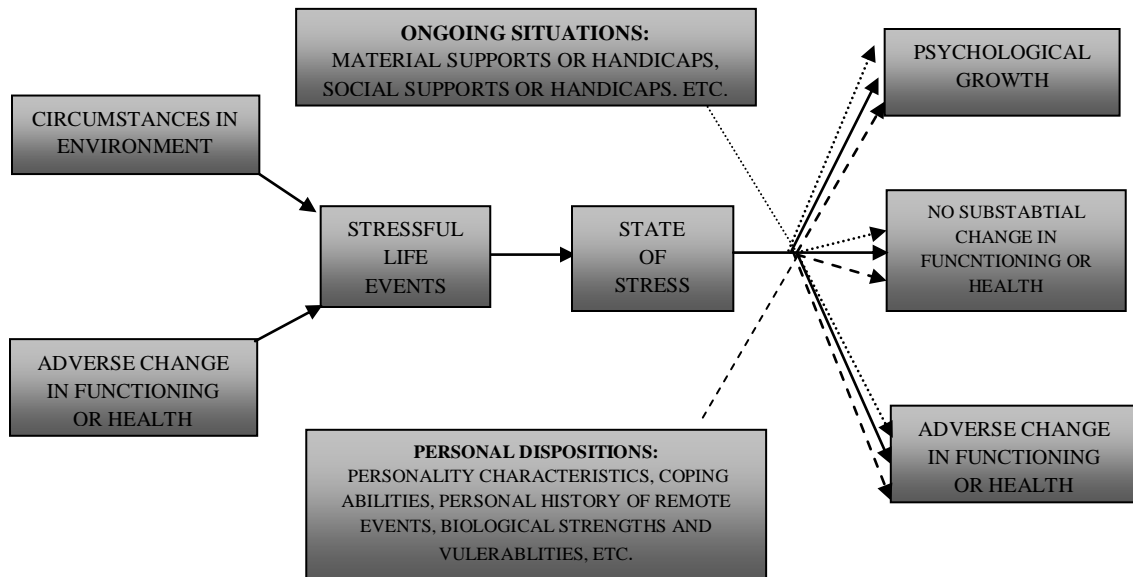 ONGOING SITUATIONS:
MATERIAL SUPPORTS OR HANDICAPS,
SOCIAL SUPPORTS OR HANDICAPS. ETC.
PSYCHOLOGICAL
GROWTH
CIRCUMSTANCES IN
ENVIRONMENT
STRESSFUL
LIFE
EVENTS
STATE
OF
STRESS
NO SUBSTABTIAL
CHANGE IN
FUNCNTIONING OR
HEALTH
ADVERSE CHANGE
IN FUNCTIONING
OR HEALTH
PERSONAL DISPOSITIONS:
PERSONALITY CHARACTERISTICS, COPING
ABILITIES, PERSONAL HISTORY OF REMOTE
EVENTS, BIOLOGICAL STRENGTHS AND
VULERABLITIES, ETC.
ADVERSE CHANGE
IN FUNCTIONING
OR HEALTH